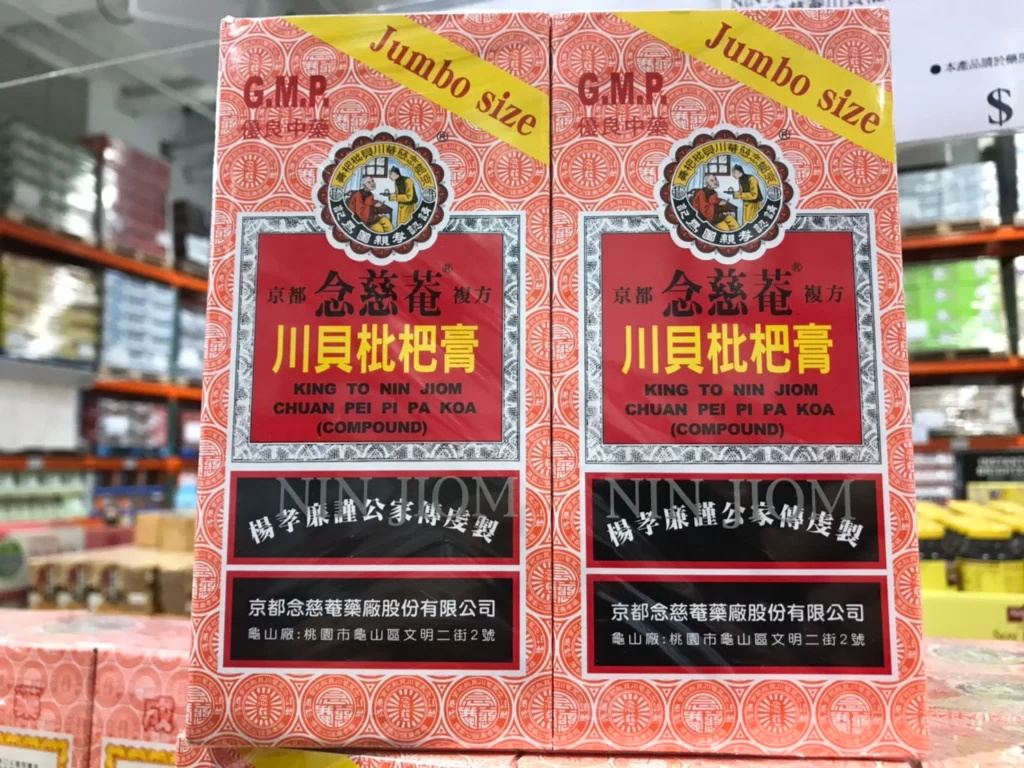 Jumbo size
G.M.P.
優良中藥
京都 念慈菴® 複方
川貝枇杷膏
KING TO NIN JIOM
CHUAN PEI PI PA KOA
(COMPOUND)
NIN JIOM
楊孝廉謹公家傳虔製
京都念慈菴藥廠股份有限公司
龜山廠:桃園市龜山區文明二街2號
Jumbo size
G.M.P.
優良中藥
京都 念慈菴® 複方
川貝枇杷膏
KING TO NIN JIOM
CHUAN PEI PI PA KOA
(COMPOUND)
NIN JIOM
楊孝廉謹公家傳虔製
京都念慈菴藥廠股份有限公司
龜山廠:桃園市龜山區文明二街2號
$